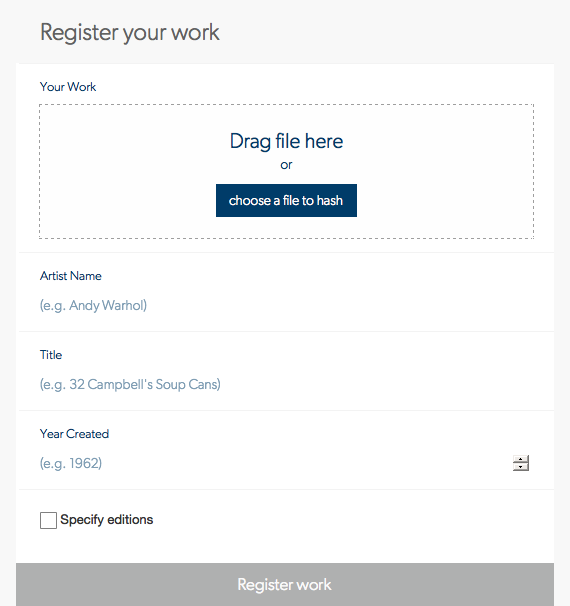 Register your work
Your Work
Drag file here
or
choose a file to hash
Artist Name
(e.g. Andy Warhol)
Title
(e.g. 32 Campbell's Soup Cans)
Year Created
(e.g. 1962)
Specify editions
Register work